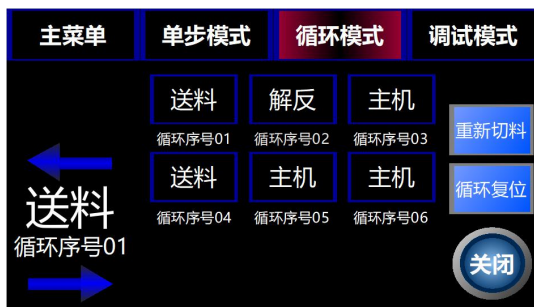 主菜单 单步模式 循环模式 调试模式
送料 解反 主机
循环序号01 循环序号02 循环序号03
重新切料
送料 主机 主机
循环复位
循环序号04 循环序号05 循环序号06
送料
循环序号01
关闭